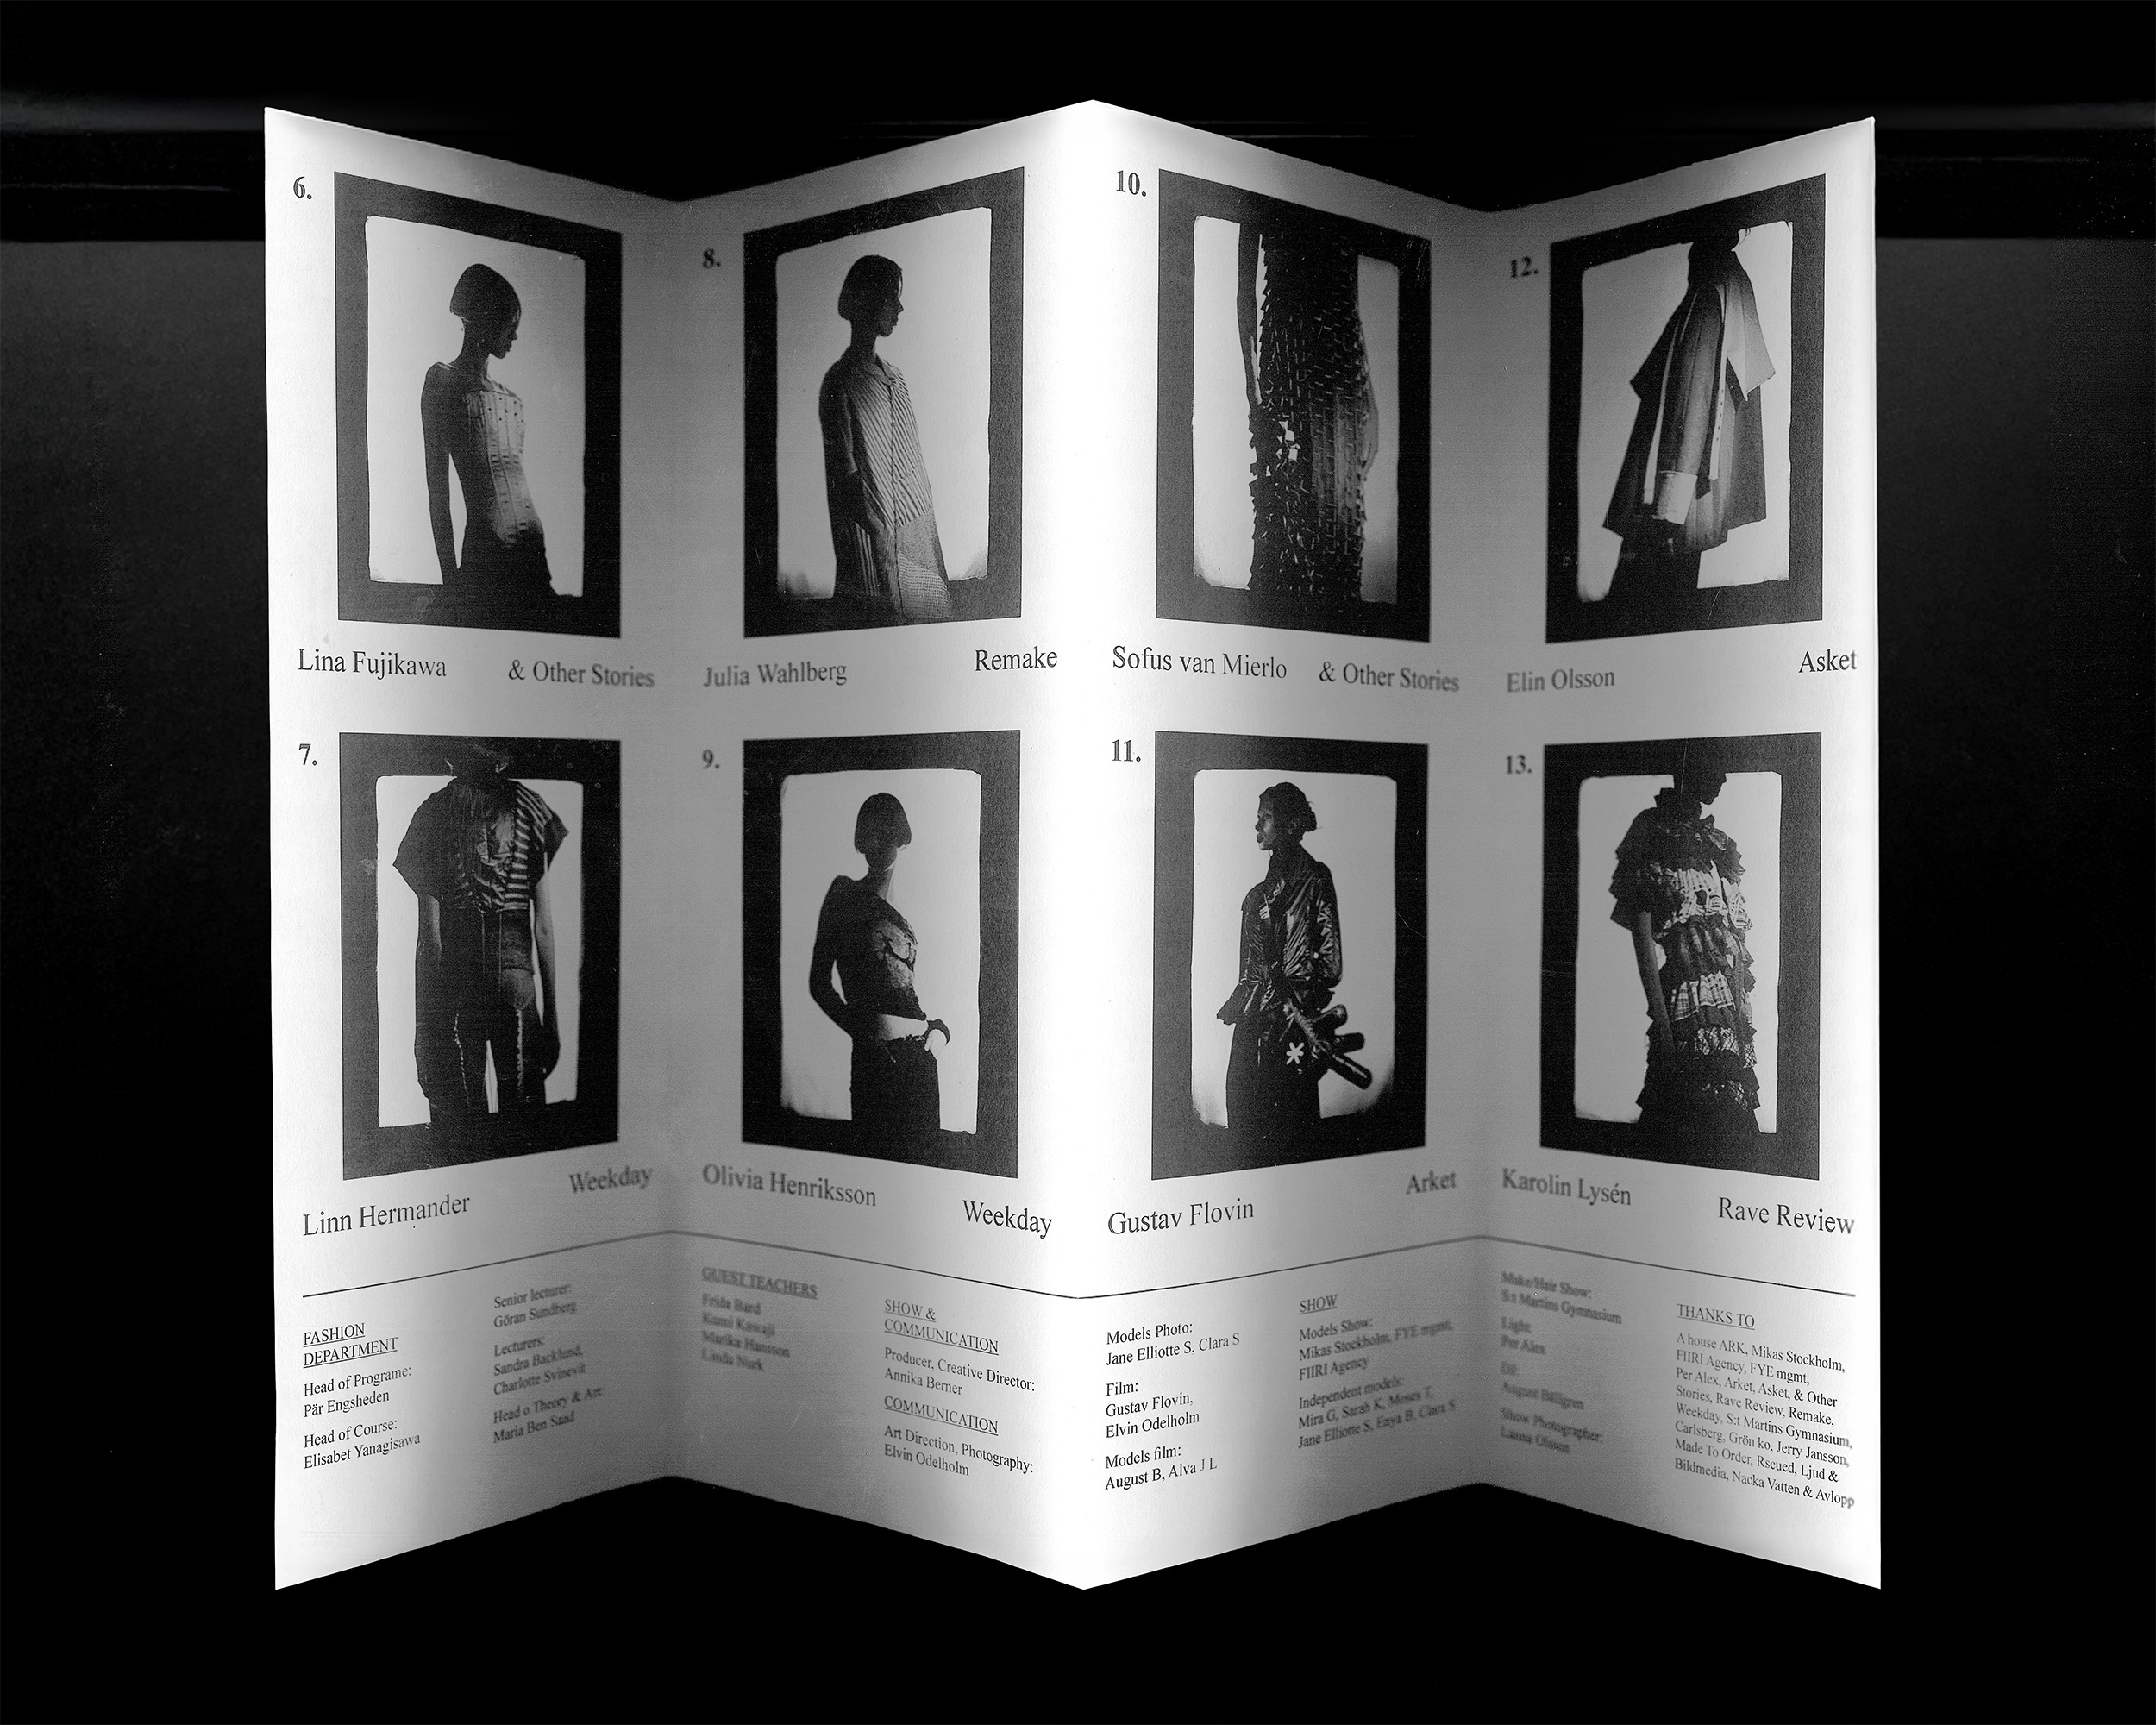 6.
Lina Fujikawa & Other Stories
7.
Linn Hermander Weekday
8.
Julia Wahlberg Remake
9.
Olivia Henriksson Weekday
10.
Sofus van Mierlo & Other Stories
11.
Gustav Flovin Arket
12.
Elin Olsson Asket
13.
Karolin Lysén Rave Review
FASHION
DEPARTMENT
Head of Programe:
Pär Engsheden
Head of Course:
Elisabet Yanagisawa
Senior lecturer:
Göran Sundberg
Lecturers:
Sandra Backlund,
Charlotte Svinevit
Head o Theory & Art:
Maria Ben Saad
GUEST TEACHERS
Frida Bard
Kami Kawaji
Marika Hansson
Linda Nurk
SHOW &
COMMUNICATION
Producer, Creative Director:
Annika Berner
COMMUNICATION
Art Direction, Photography:
Elvin Odelholm
Models Photo:
Jane Elliotte S, Clara S
Film:
Gustav Flovin,
Elvin Odelholm
Models film:
August B, Alva J L
SHOW
Models Show:
Mikas Stockholm, FYE mgmt,
FIIRI Agency
Independent models:
Mira G, Sarah K, Moses T,
Jane Elliotte S, Enya B, Clara S
Make/Hair Show:
S:t Martins Gymnasium
Light:
Per Alex
DJ:
August
Show Photographer:
Olsson
THANKS TO
A house ARK, Mikas Stockholm,
FIIRI Agency, FYE mgmt,
Per Alex, Arket, Asket, & Other
Stories, Rave Review, Remake,
Weekday, S:t Martins Gymnasium,
Carlsberg, Grön ko, Jerry Jansson,
Made To Order, Rscued, Ljud &
Bildmedia, Nacka Vatten & Avlopp